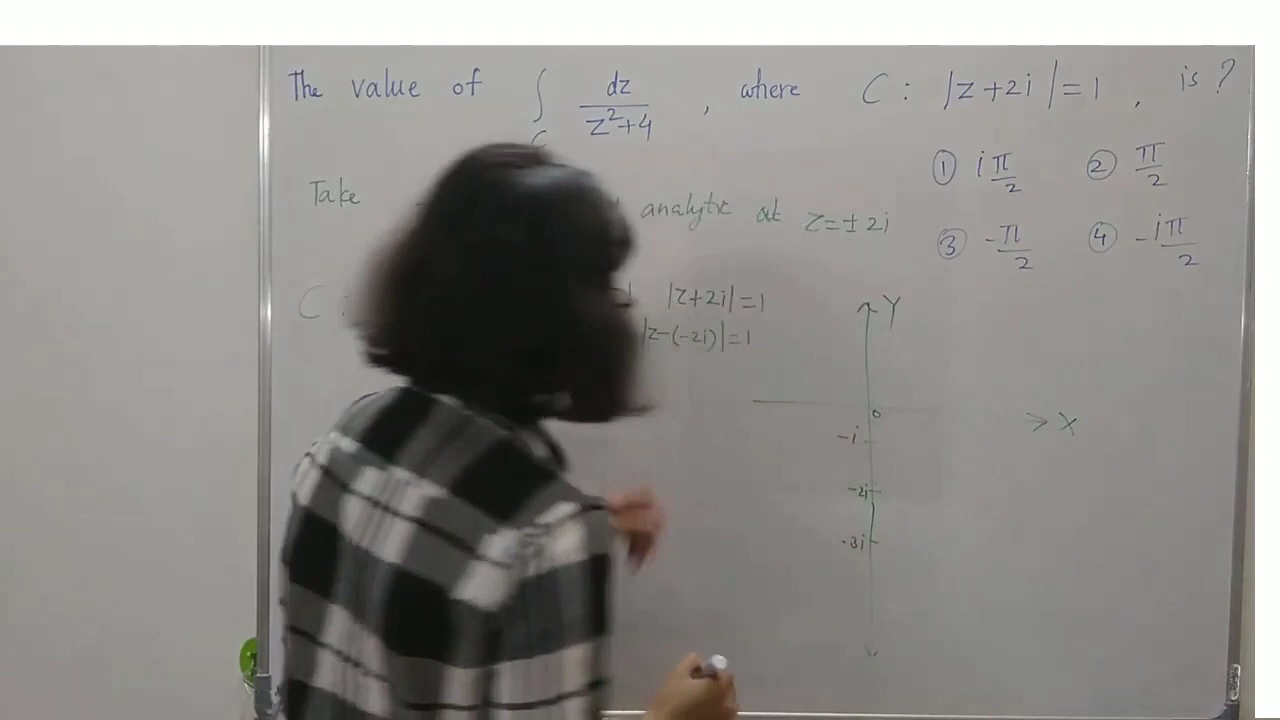 The value of ∫ dz / z²+4 , where C : |z+2i|=1 , is ?
C
① iπ/2 ② π/2
Take analytic at z=±2i
③ -π/2 ④ -iπ/2
C : |z+2i|=1
|z-(-2i)|=1
Y
0
X
-i
-2i
-3i